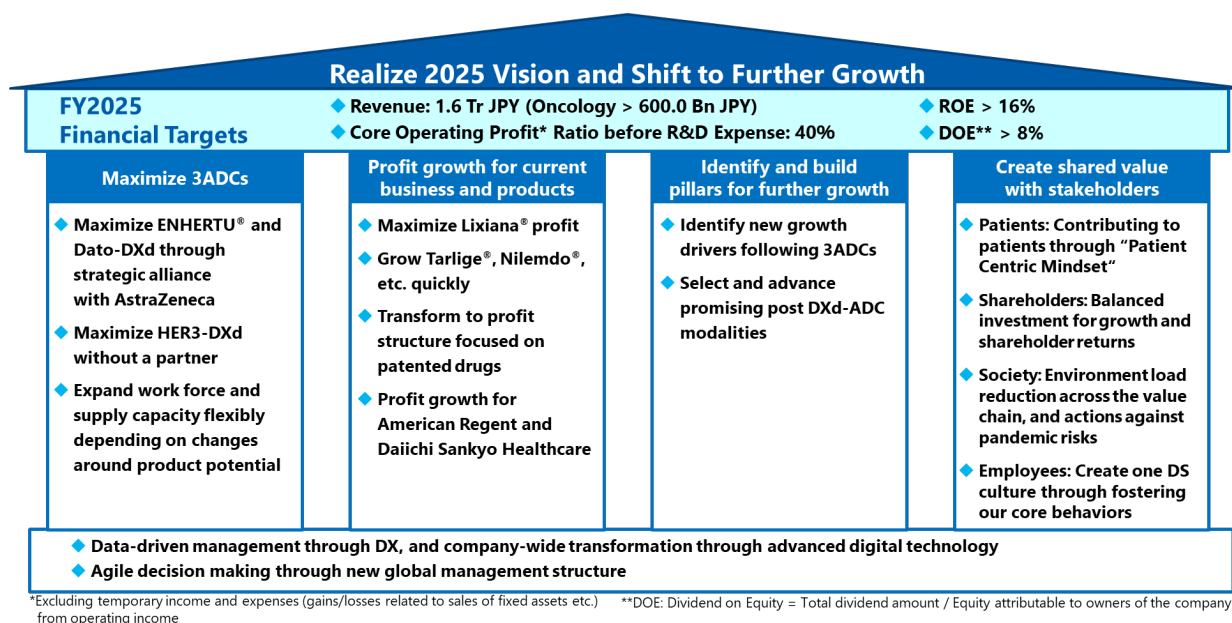 Realize 2025 Vision and Shift to Further Growth
FY2025
Financial Targets
◆ Revenue: 1.6 Tr JPY (Oncology > 600.0 Bn JPY)
◆ Core Operating Profit* Ratio before R&D Expense: 40%
◆ ROE > 16%
◆ DOE** > 8%
Maximize 3ADCs
◆ Maximize ENHERTU® and
Dato-DXd through
strategic alliance
with AstraZeneca
◆ Maximize HER3-DXd
without a partner
◆ Expand work force and
supply capacity flexibly
depending on changes
around product potential
Profit growth for current
business and products
◆ Maximize Lixiana® profit
◆ Grow Tarlige®, Nilemdo®,
etc. quickly
◆ Transform to profit
structure focused on
patented drugs
◆ Profit growth for
American Regent and
Daiichi Sankyo Healthcare
Identify and build
pillars for further growth
◆ Identify new growth
drivers following 3ADCs
◆ Select and advance
promising post DXd-ADC
modalities
Create shared value
with stakeholders
◆ Patients: Contributing to
patients through “Patient
Centric Mindset“
◆ Shareholders: Balanced
investment for growth and
shareholder returns
◆ Society: Environment load
reduction across the value
chain, and actions against
pandemic risks
◆ Employees: Create one DS
culture through fostering
our core behaviors
◆ Data-driven management through DX, and company-wide transformation through advanced digital technology
◆ Agile decision making through new global management structure
*Excluding temporary income and expenses (gains/losses related to sales of fixed assets etc.)
from operating income
**DOE: Dividend on Equity = Total dividend amount / Equity attributable to owners of the company